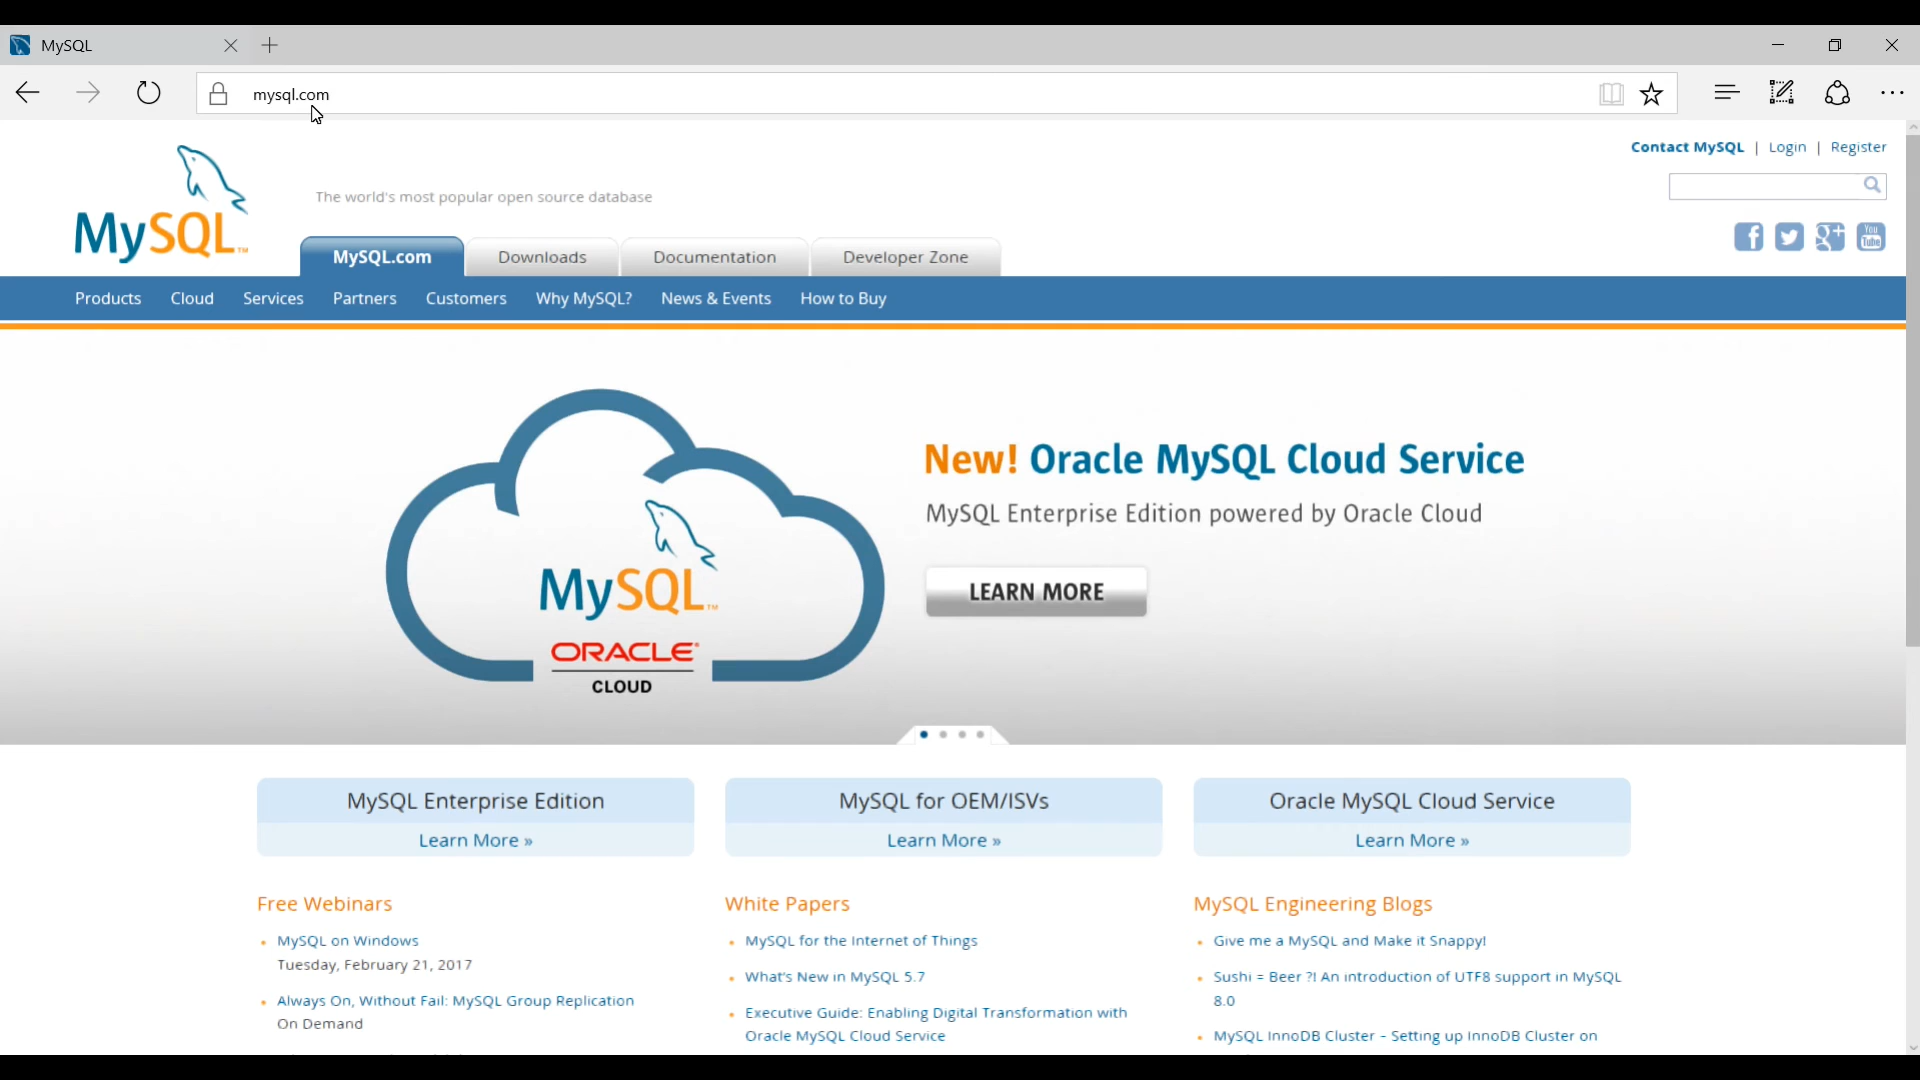 MySQL
mysql.com
Contact MySQL | Login | Register
MySQL™
The world's most popular open source database
You Tube
MySQL.com
Downloads
Documentation
Developer Zone
Products
Cloud
Services
Partners
Customers
Why MySQL?
News & Events
How to Buy
New! Oracle MySQL Cloud Service
MySQL Enterprise Edition powered by Oracle Cloud
LEARN MORE
MySQL™
ORACLE®
CLOUD
MySQL Enterprise Edition
Learn More »
MySQL for OEM/ISVs
Learn More »
Oracle MySQL Cloud Service
Learn More »
Free Webinars
MySQL on Windows
Tuesday, February 21, 2017
Always On, Without Fail: MySQL Group Replication
On Demand
White Papers
MySQL for the Internet of Things
What's New in MySQL 5.7
Executive Guide: Enabling Digital Transformation with
Oracle MySQL Cloud Service
MySQL Engineering Blogs
Give me a MySQL and Make it Snappy!
Sushi = Beer ?! An introduction of UTF8 support in MySQL
8.0
MySQL InnoDB Cluster - Setting up InnoDB Cluster on